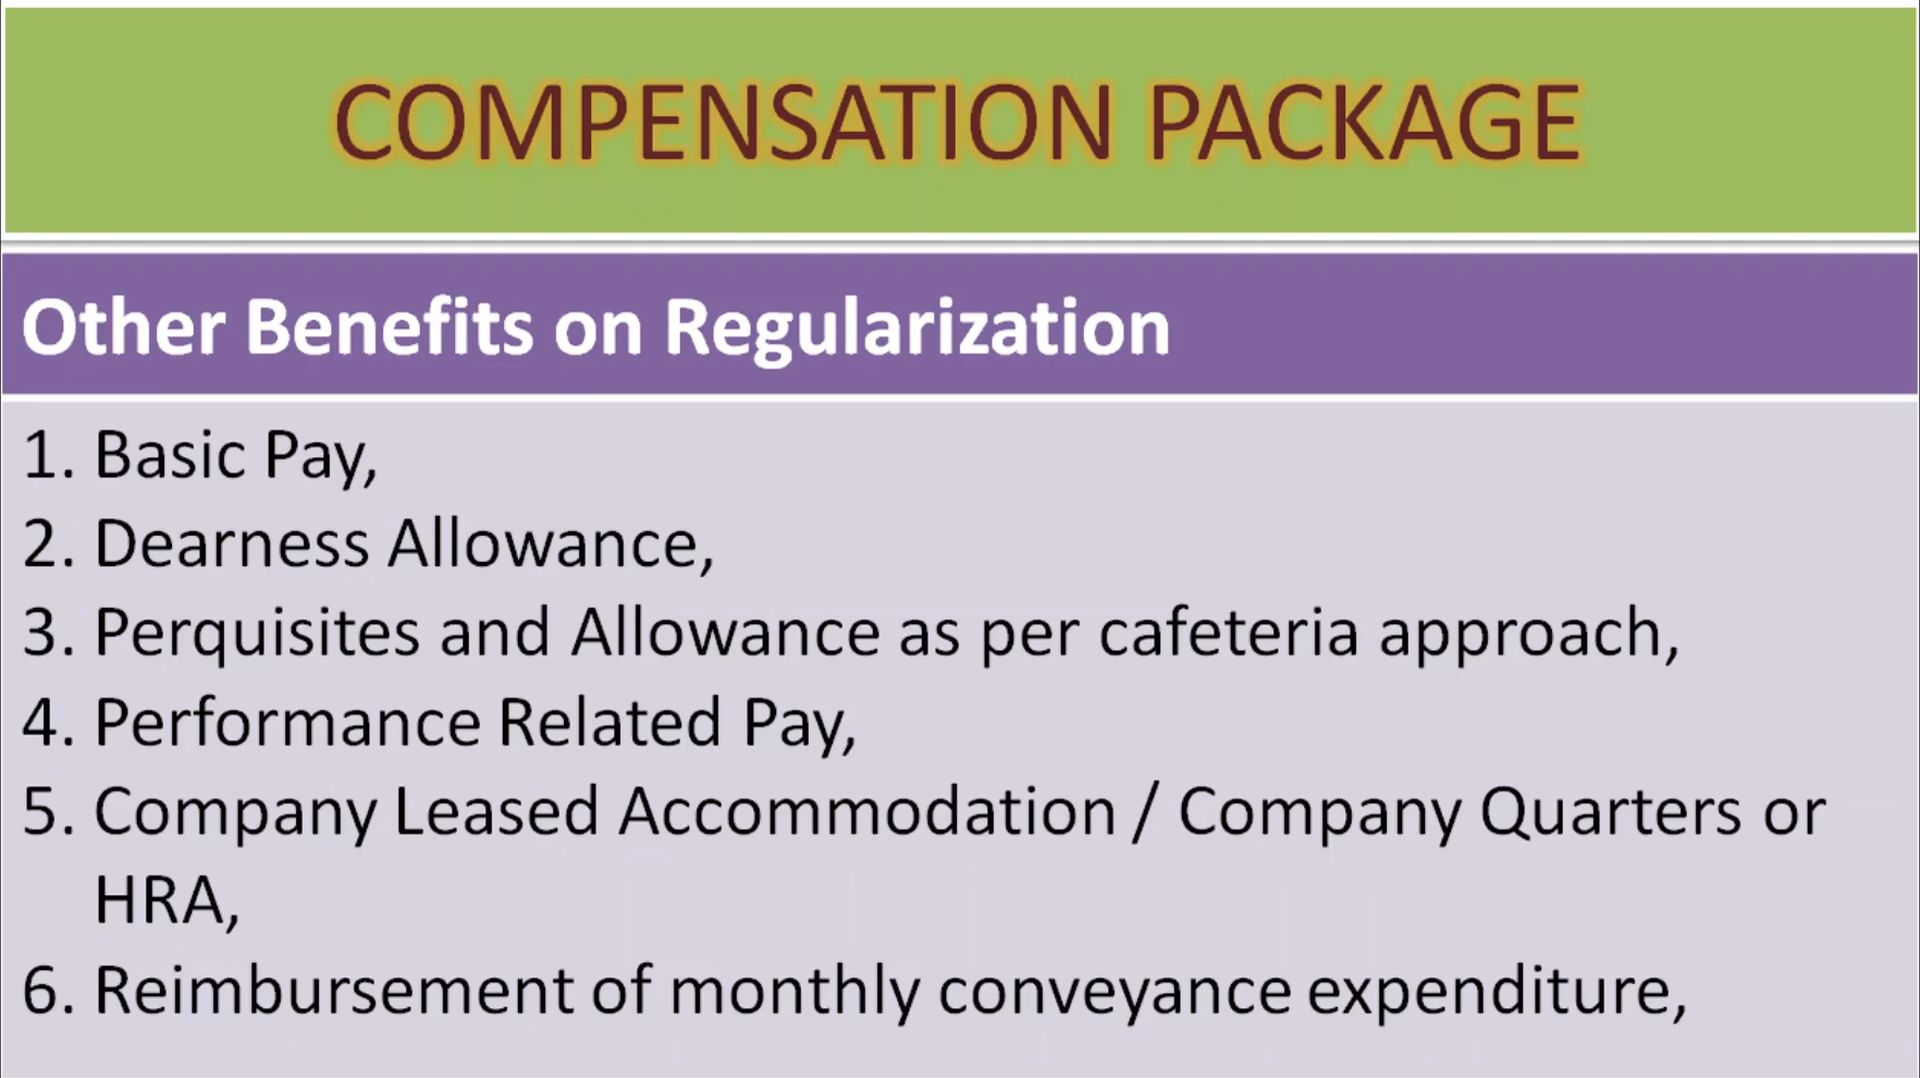 COMPENSATION PACKAGE
Other Benefits on Regularization
1. Basic Pay,
2. Dearness Allowance,
3. Perquisites and Allowance as per cafeteria approach,
4. Performance Related Pay,
5. Company Leased Accommodation / Company Quarters or
HRA,
6. Reimbursement of monthly conveyance expenditure,